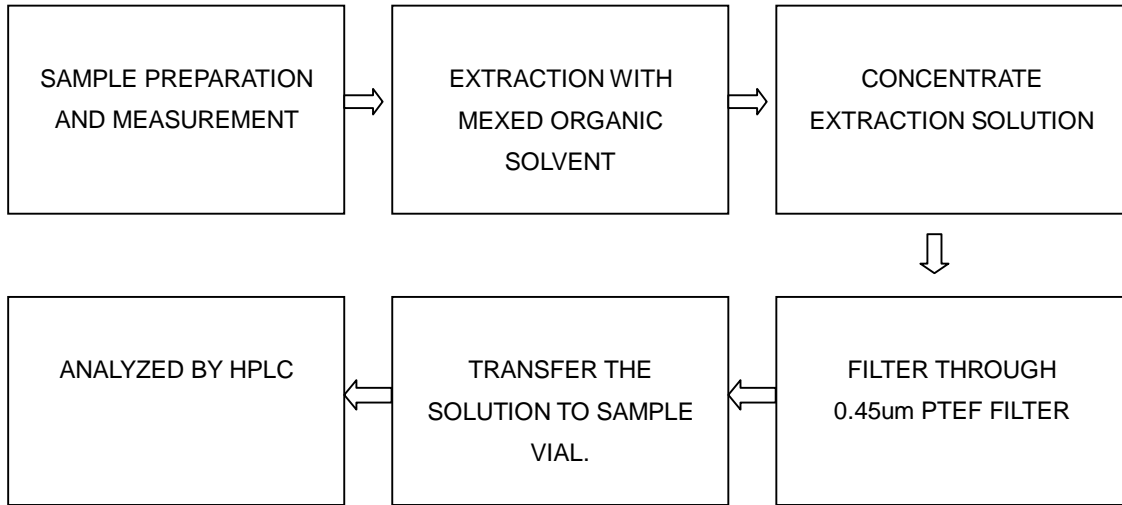 SAMPLE PREPARATION
AND MEASUREMENT
EXTRACTION WITH
MEXED ORGANIC
SOLVENT
CONCENTRATE
EXTRACTION SOLUTION
FILTER THROUGH
0.45um PTEF FILTER
TRANSFER THE
SOLUTION TO SAMPLE
VIAL.
ANALYZED BY HPLC